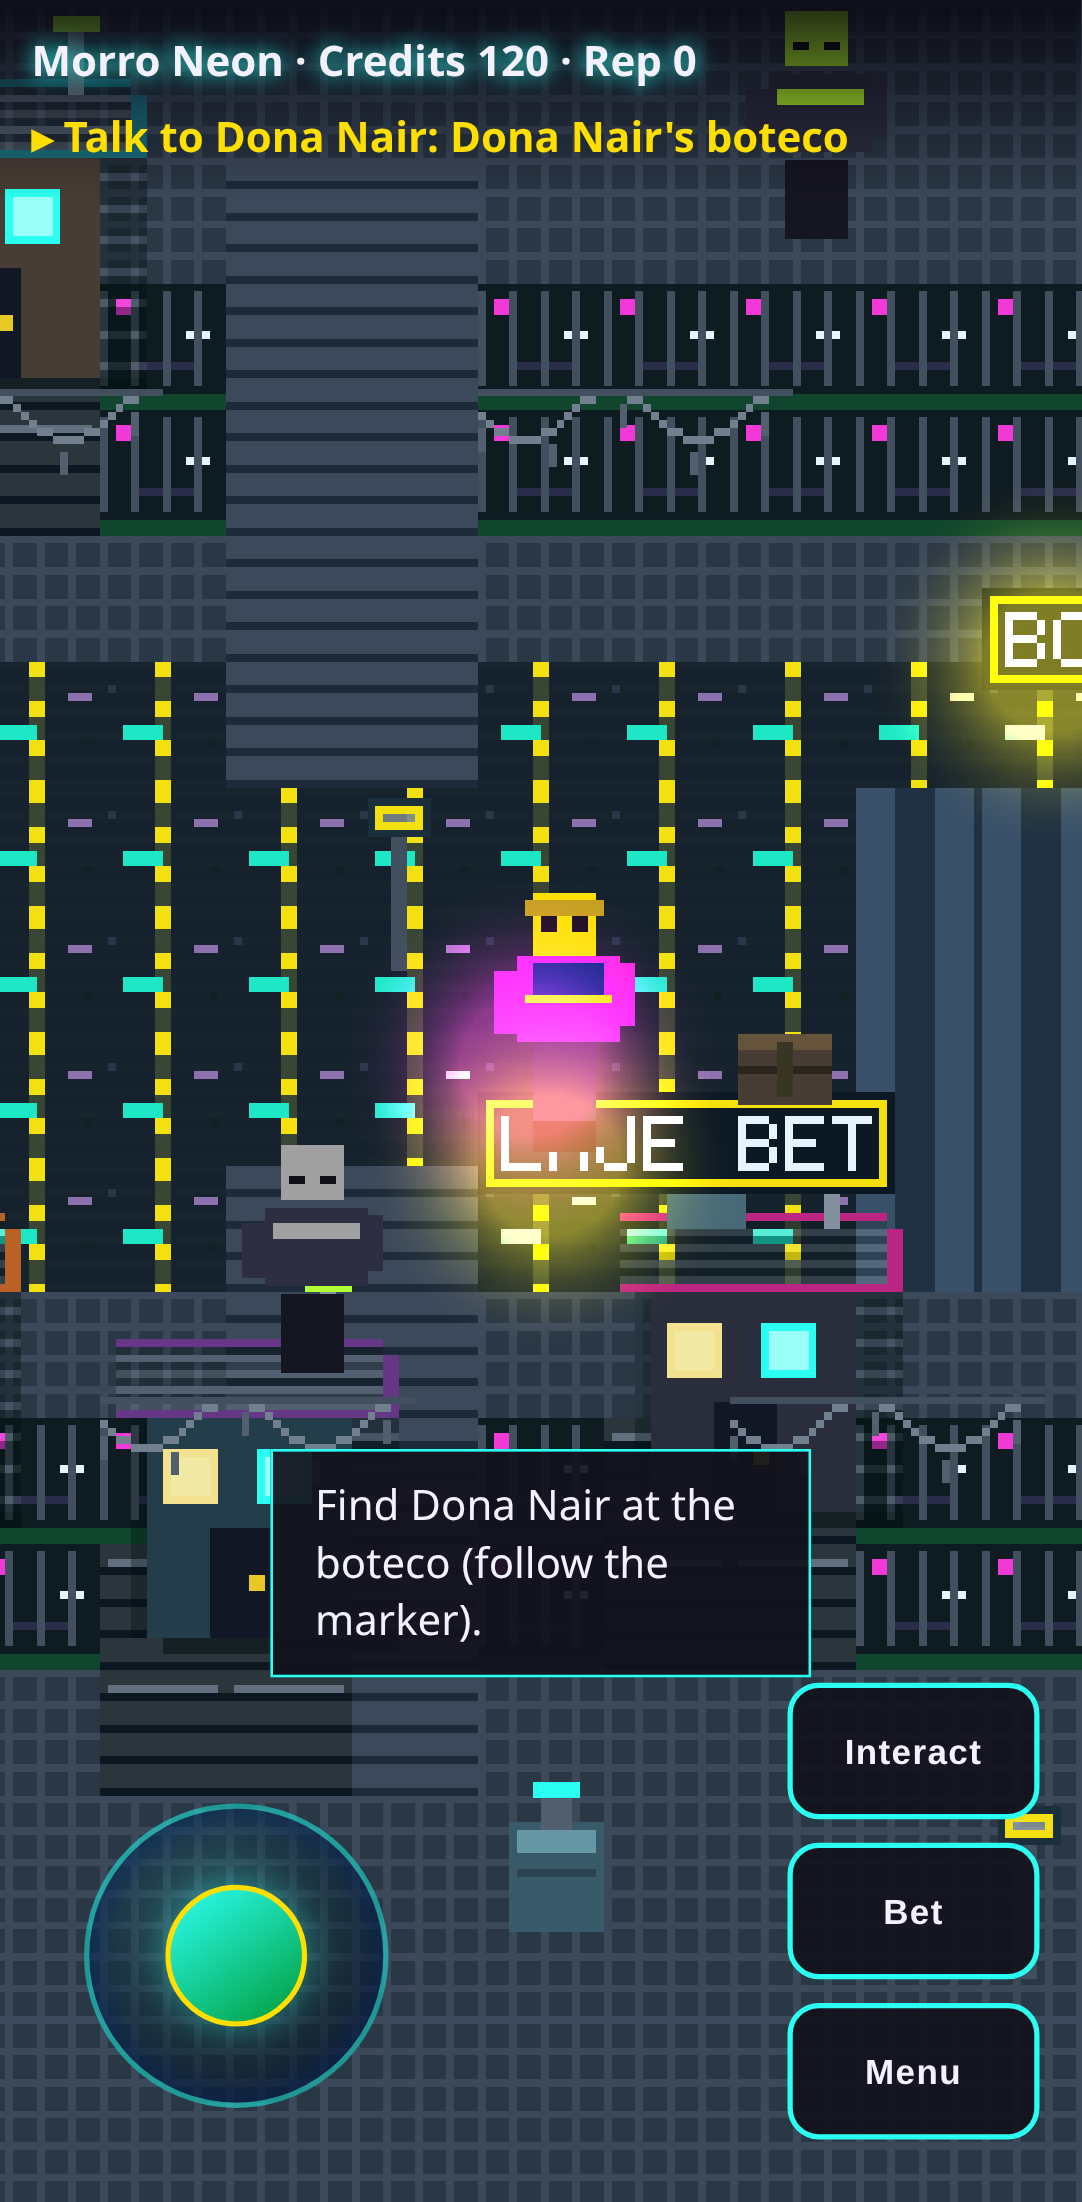 Morro Neon · Credits 120 · Rep 0
▸ Talk to Dona Nair: Dona Nair's boteco
LAJE BET
Find Dona Nair at the
boteco (follow the
marker).
Interact
Bet
Menu